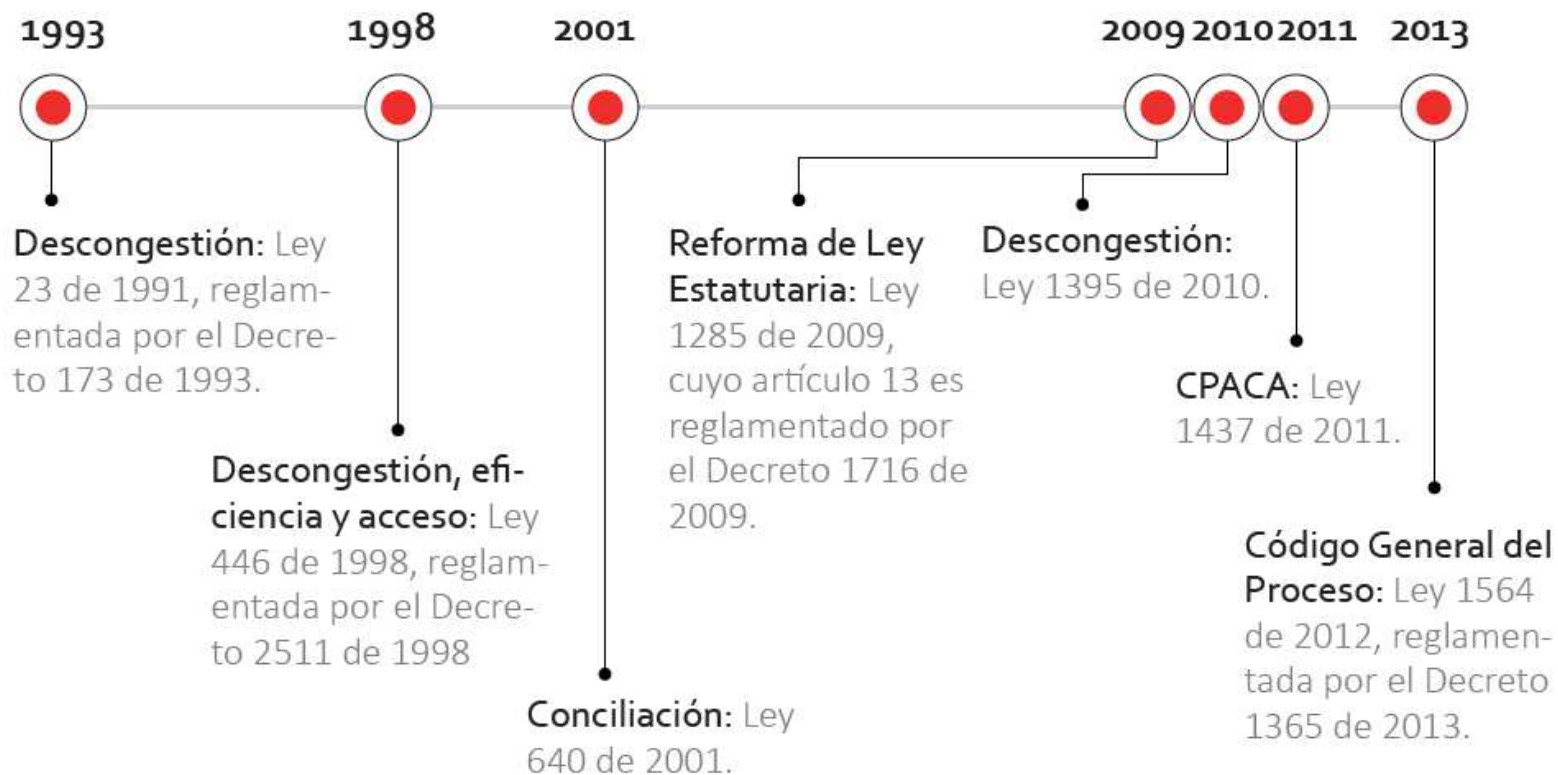 1993 1998 2001 2009 2010 2011 2013
Descongestión: Ley
23 de 1991, reglam-
entada por el Decre-
to 173 de 1993.
Descongestión, efi-
ciencia y acceso: Ley
446 de 1998, reglam-
entada por el Decre-
to 2511 de 1998
Conciliación: Ley
640 de 2001.
Reforma de Ley
Estatutaria: Ley
1285 de 2009,
cuyo artículo 13 es
reglamentado por
el Decreto 1716 de
2009.
Descongestión:
Ley 1395 de 2010.
CPACA: Ley
1437 de 2011.
Código General del
Proceso: Ley 1564
de 2012, reglamen-
tada por el Decreto
1365 de 2013.